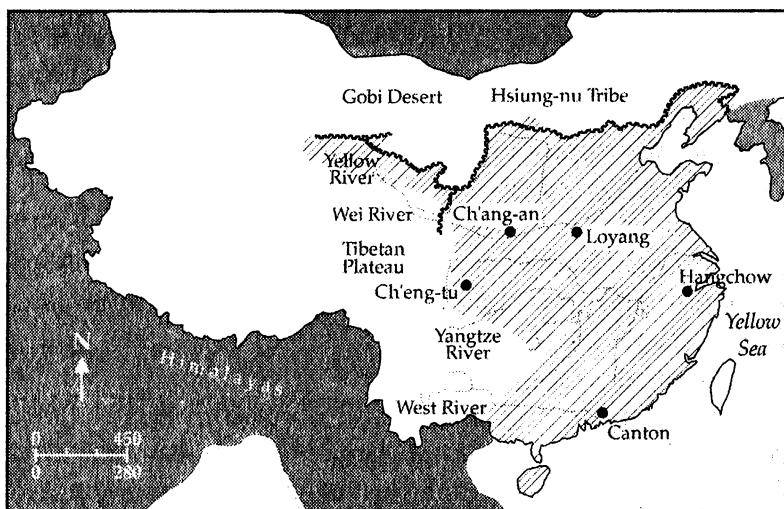 Gobi Desert
Hsiung-nu Tribe
Yellow
River
Wei River
Ch'ang-an
Loyang
Tibetan
Plateau
Ch'eng-tu
Hangchow
Yangtze
River
Yellow
Sea
N
Himalayas
West River
Canton
0 450
0 280